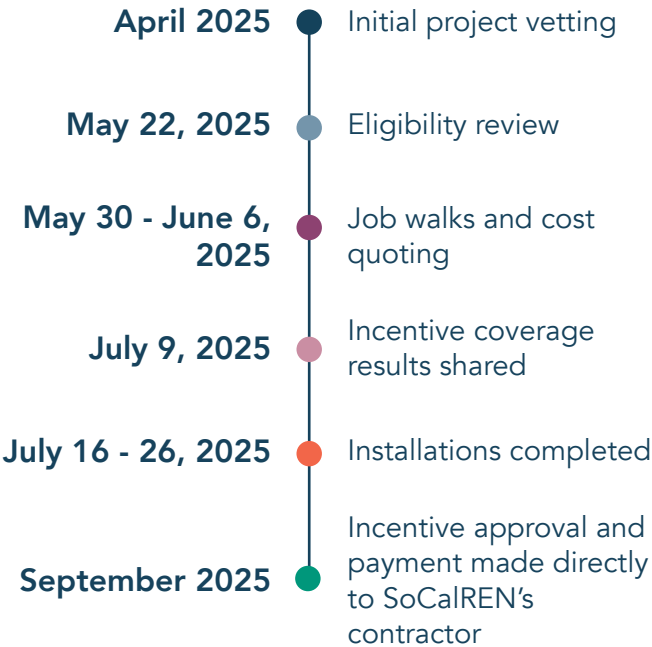 April 2025
Initial project vetting
May 22, 2025
Eligibility review
May 30 - June 6,
2025
Job walks and cost
quoting
July 9, 2025
Incentive coverage
results shared
July 16 - 26, 2025
Installations completed
September 2025
Incentive approval and
payment made directly
to SoCalREN’s
contractor